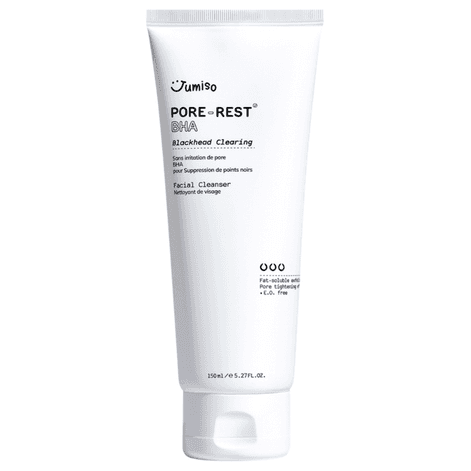 Jumiso
PORE-REST®
BHA
Blackhead Clearing
Sans irritation de pore
BHA
pour Suppression de points noirs
Facial Cleanser
Nettoyant de visage
Fat-soluble
Pore tightening
+ E.O. free
150ml/e 5.27FL.OZ.